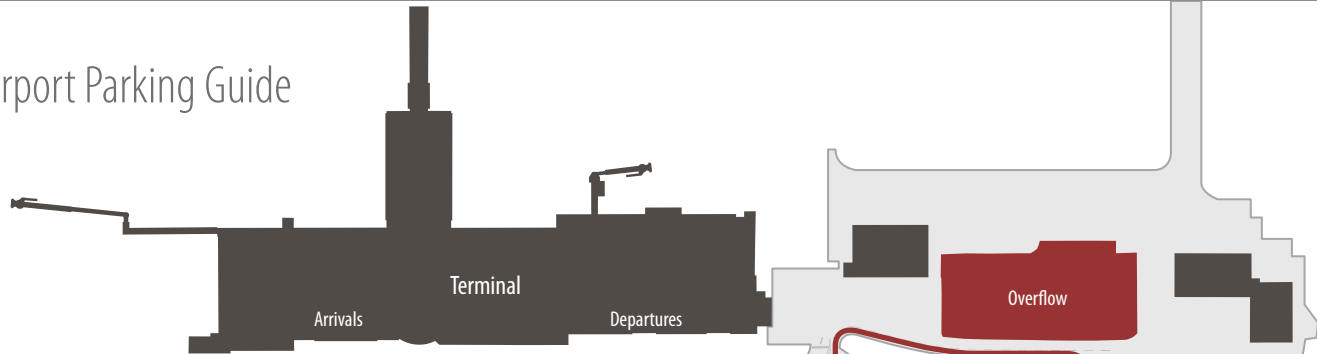 rport Parking Guide
Terminal
Arrivals
Departures
Overflow